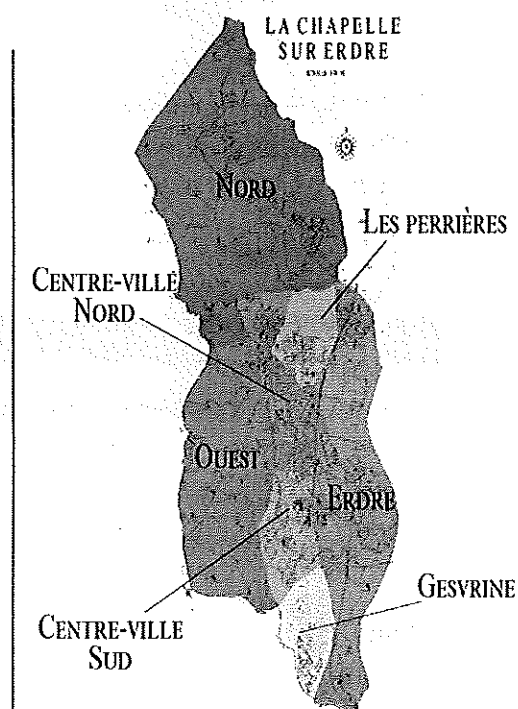 LA CHAPELLE
SUR ERDRE
NORD
LES PERRIÈRES
CENTRE-VILLE
NORD
OUEST
ERDRE
GESVRINE
CENTRE-VILLE
SUD